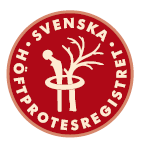 · SVENSKA ·
HÖFTPROTESREGISTRET